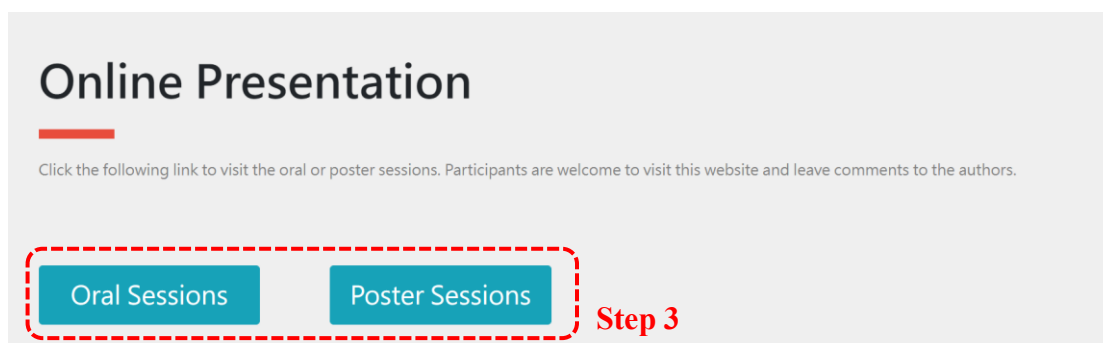 Online Presentation
Click the following link to visit the oral or poster sessions. Participants are welcome to visit this website and leave comments to the authors.
Oral Sessions Poster Sessions
Step 3